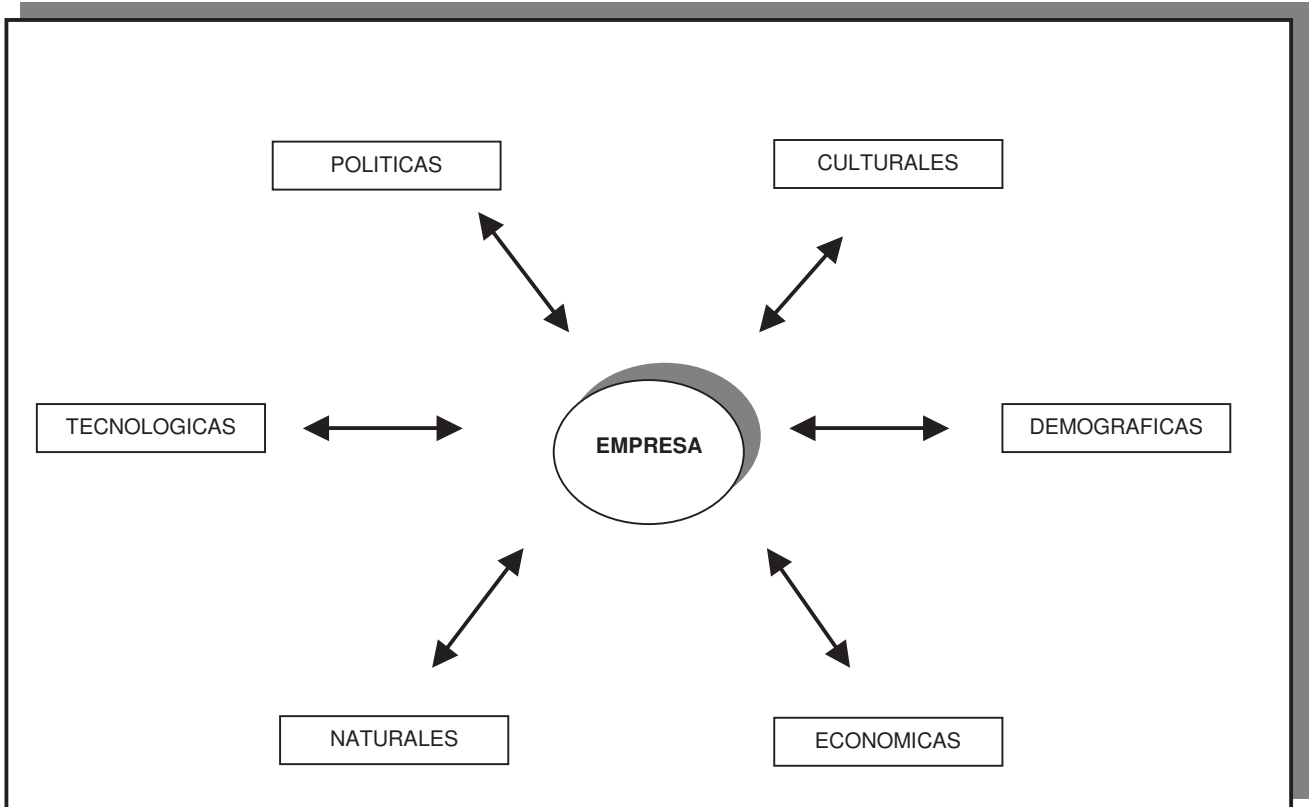 POLITICAS
CULTURALES
TECNOLOGICAS
EMPRESA
DEMOGRAFICAS
NATURALES
ECONOMICAS